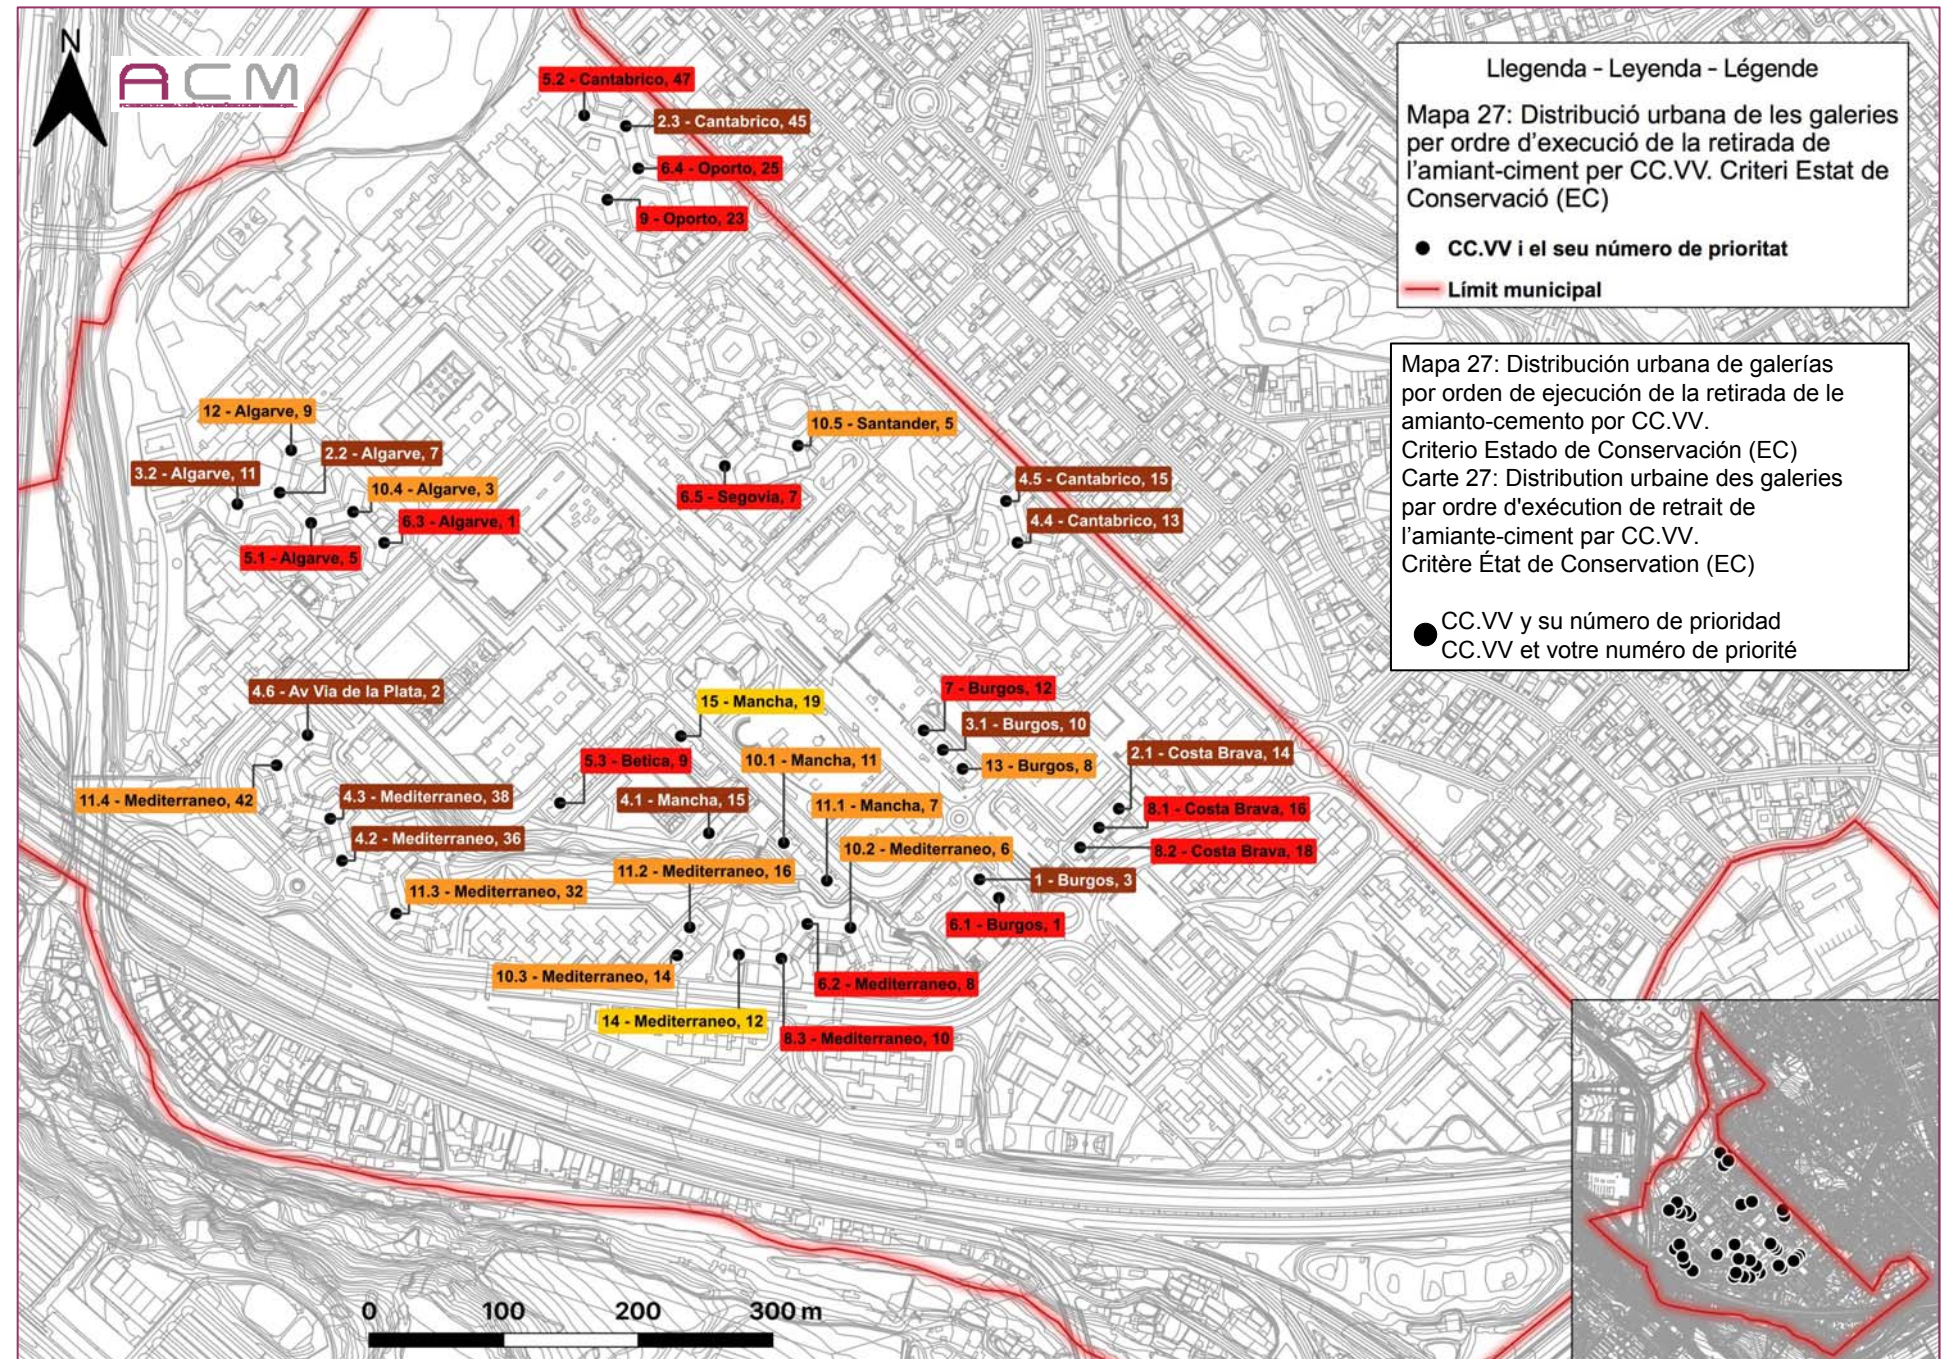 N
ACM
5.2 - Cantabrico, 47
2.3 - Cantabrico, 45
6.4 - Oporto, 25
9 - Oporto, 23
Llegenda - Leyenda - Légende
Mapa 27: Distribució urbana de les galeries
per ordre d'execució de la retirada de
l'amiant-ciment per CC.VV. Criteri Estat de
Conservació (EC)
CC.VV i el seu número de prioritat
Límit municipal
Mapa 27: Distribución urbana de galerías
por orden de ejecución de la retirada de le
amianto-cemento por CC.VV.
Criterio Estado de Conservación (EC)
Carte 27: Distribution urbaine des galeries
par ordre d'exécution de retrait de
l'amiante-ciment par CC.VV.
Critère État de Conservation (EC)
CC.VV y su número de prioridad
CC.VV et votre numéro de priorité
12 - Algarve, 9
2.2 - Algarve, 7
3.2 - Algarve, 11
10.4 - Algarve, 3
6.3 - Algarve, 1
5.1 - Algarve, 5
10.5 - Santander, 5
6.5 - Segovia, 7
4.5 - Cantabrico, 15
4.4 - Cantabrico, 13
4.6 - Av Via de la Plata, 2
11.4 - Mediterraneo, 42
4.3 - Mediterraneo, 38
4.2 - Mediterraneo, 36
11.3 - Mediterraneo, 32
15 - Mancha, 19
5.3 - Betica, 9
10.1 - Mancha, 11
4.1 - Mancha, 15
11.1 - Mancha, 7
10.2 - Mediterraneo, 6
11.2 - Mediterraneo, 16
10.3 - Mediterraneo, 14
14 - Mediterraneo, 12
6.2 - Mediterraneo, 8
8.3 - Mediterraneo, 10
7 - Burgos, 12
3.1 - Burgos, 10
13 - Burgos, 8
2.1 - Costa Brava, 14
8.1 - Costa Brava, 16
8.2 - Costa Brava, 18
1 - Burgos, 3
6.1 - Burgos, 1
0 100 200 300 m